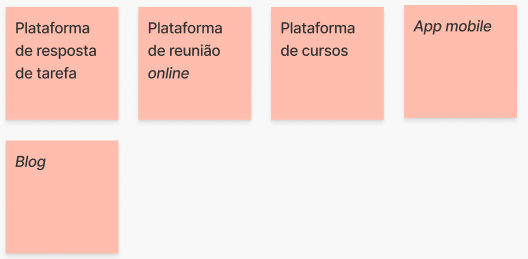 Plataforma
de resposta
de tarefa
Plataforma
de reunião
online
Plataforma
de cursos
App mobile
Blog